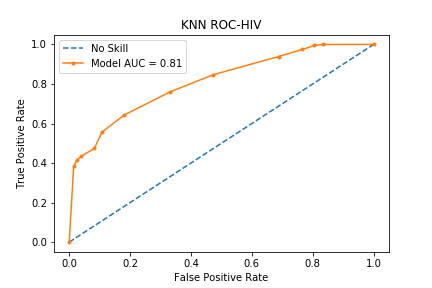 KNN ROC-HIV
No Skill
Model AUC = 0.81
True Positive Rate
1.0
0.8
0.6
0.4
0.2
0.0
0.0 0.2 0.4 0.6 0.8 1.0
False Positive Rate